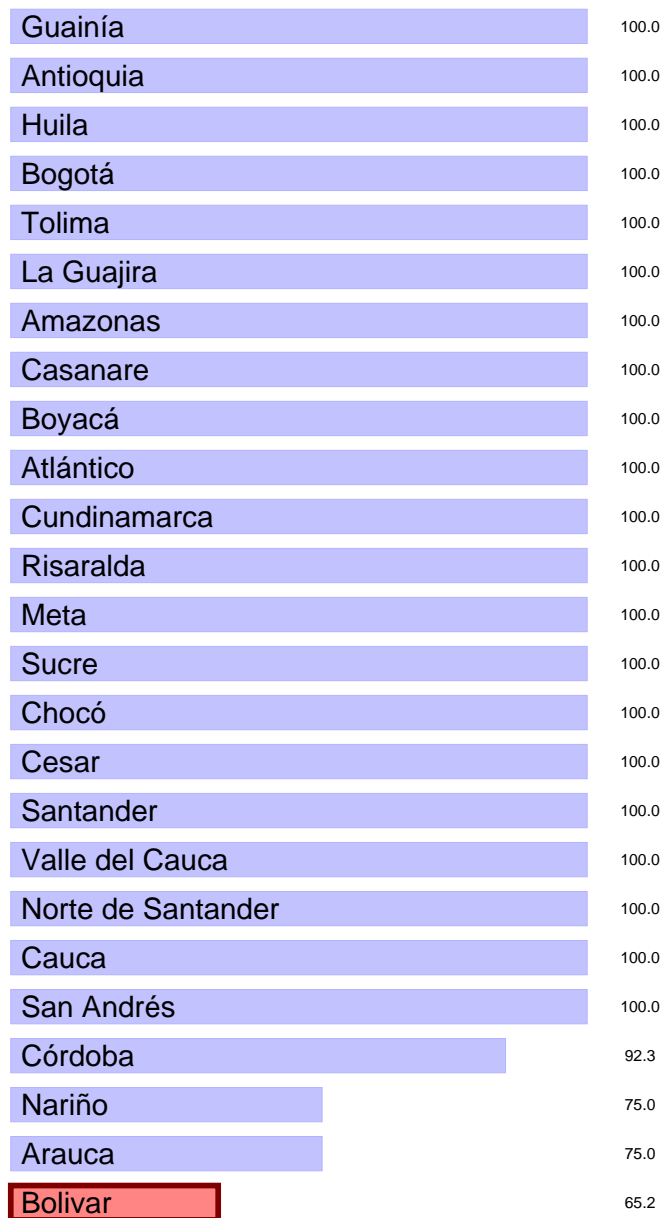 Guainía 100.0
Antioquia 100.0
Huila 100.0
Bogotá 100.0
Tolima 100.0
La Guajira 100.0
Amazonas 100.0
Casanare 100.0
Boyacá 100.0
Atlántico 100.0
Cundinamarca 100.0
Risaralda 100.0
Meta 100.0
Sucre 100.0
Chocó 100.0
Cesar 100.0
Santander 100.0
Valle del Cauca 100.0
Norte de Santander 100.0
Cauca 100.0
San Andrés 100.0
Córdoba 92.3
Nariño 75.0
Arauca 75.0
Bolivar 65.2